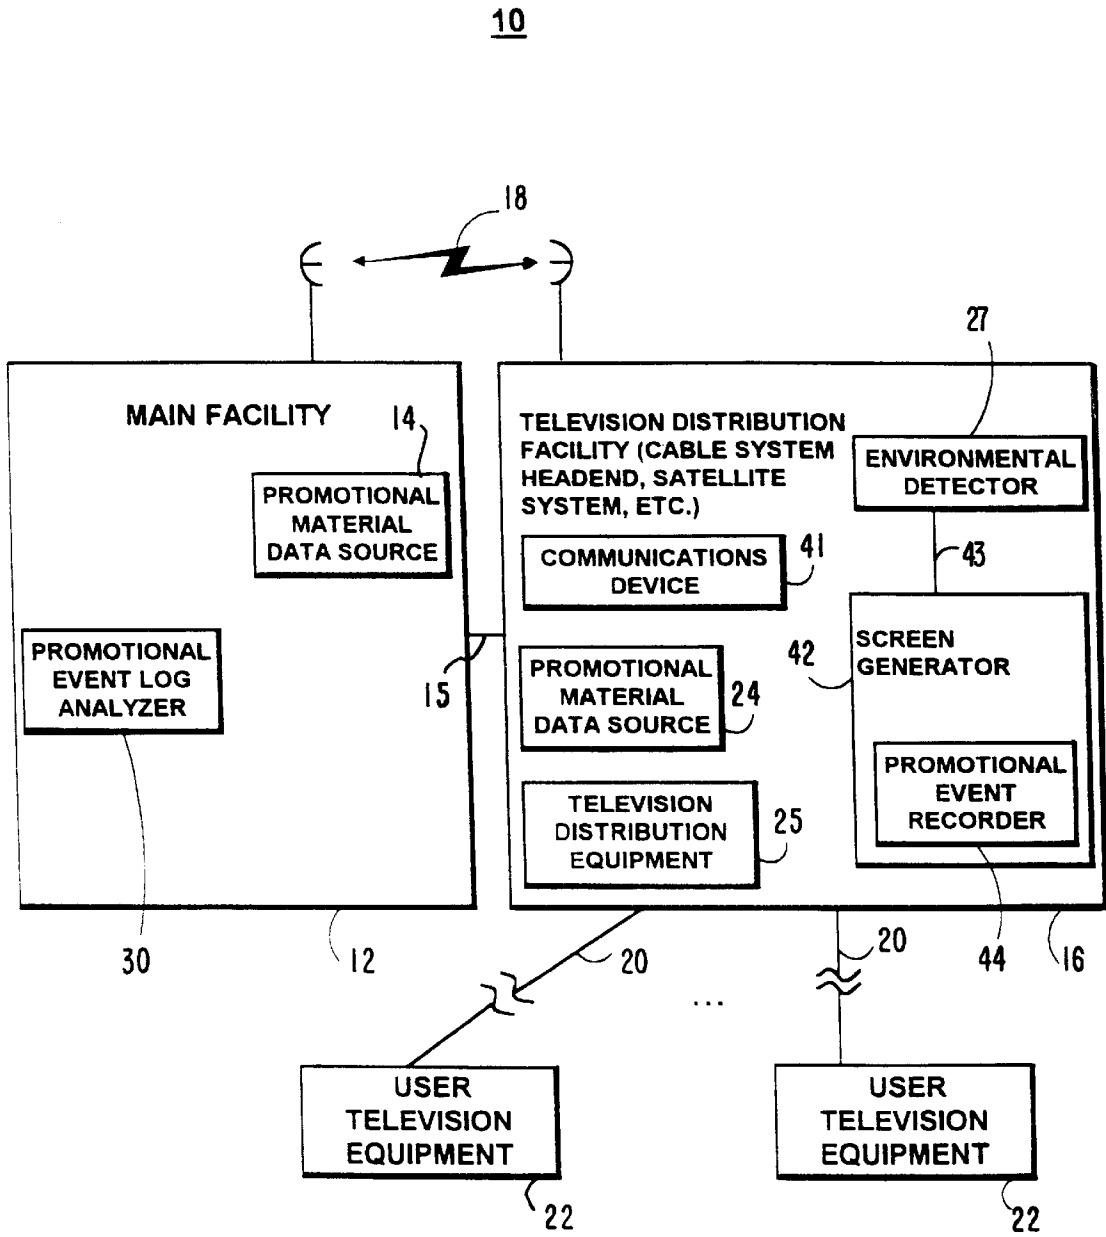 10
18
27
MAIN FACILITY
14
PROMOTIONAL
MATERIAL
DATA SOURCE
PROMOTIONAL
EVENT LOG
ANALYZER
15
30
12
TELEVISION DISTRIBUTION
FACILITY (CABLE SYSTEM
HEADEND, SATELLITE
SYSTEM, ETC.)
ENVIRONMENTAL
DETECTOR
COMMUNICATIONS
DEVICE
41
43
PROMOTIONAL
MATERIAL
DATA SOURCE
24
42
SCREEN
GENERATOR
TELEVISION
DISTRIBUTION
EQUIPMENT
25
PROMOTIONAL
EVENT
RECORDER
20
20
44
16
...
USER
TELEVISION
EQUIPMENT
22
USER
TELEVISION
EQUIPMENT
22